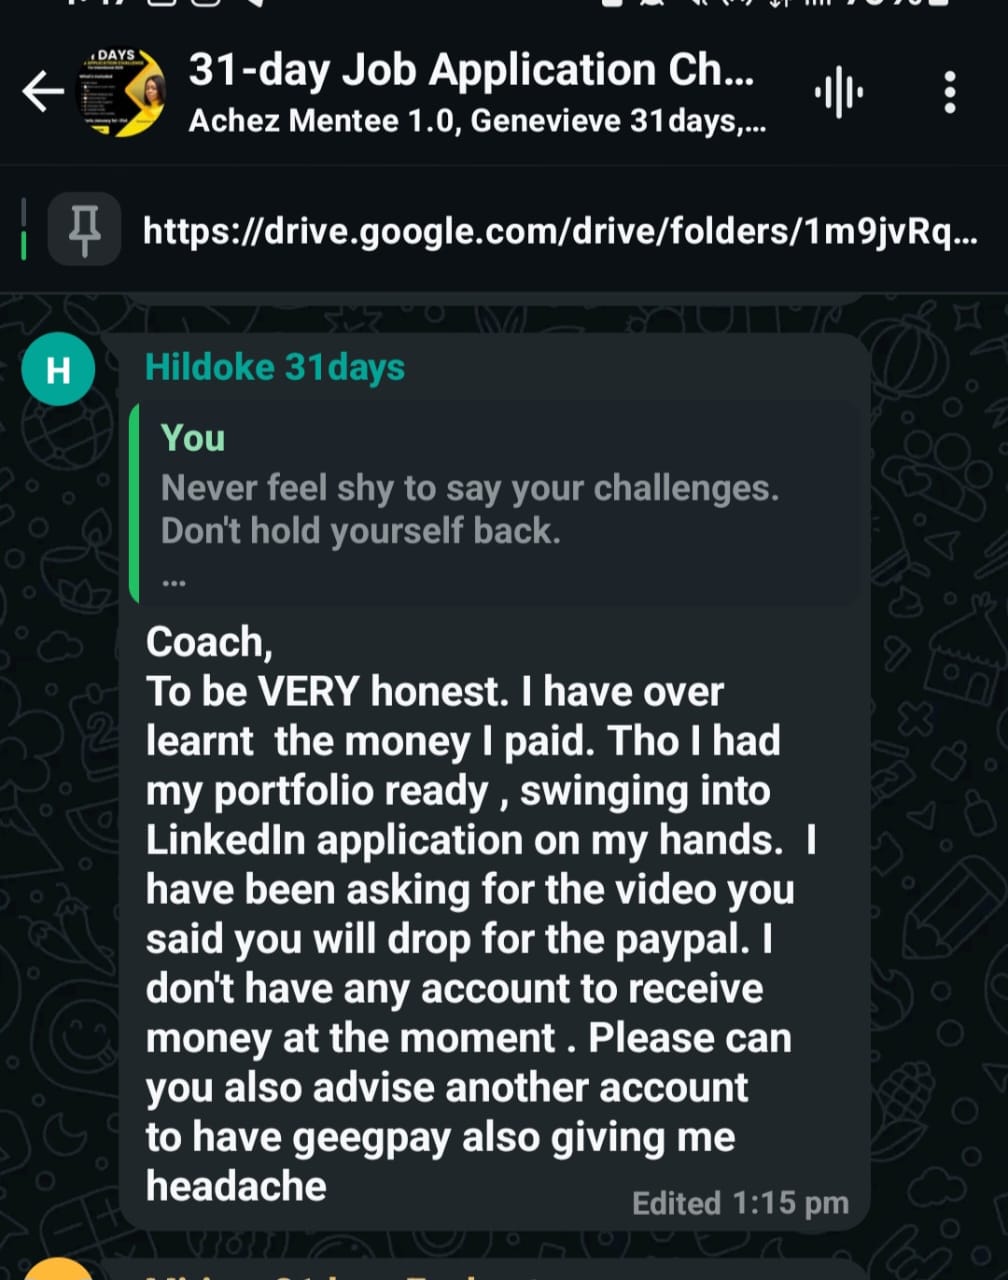 31-day Job Application Ch...
Achez Mentee 1.0, Genevieve 31days,...
DAYS
https://drive.google.com/drive/folders/1m9jvRq...
H
Hildoke 31days
You
Never feel shy to say your challenges.
Don't hold yourself back.
...
Coach,
To be VERY honest. I have over
learnt  the money I paid. Tho I had
my portfolio ready , swinging into
LinkedIn application on my hands.  I
have been asking for the video you
said you will drop for the paypal. I
don't have any account to receive
money at the moment . Please can
you also advise another account
to have geegpay also giving me
headache
Edited 1:15 pm